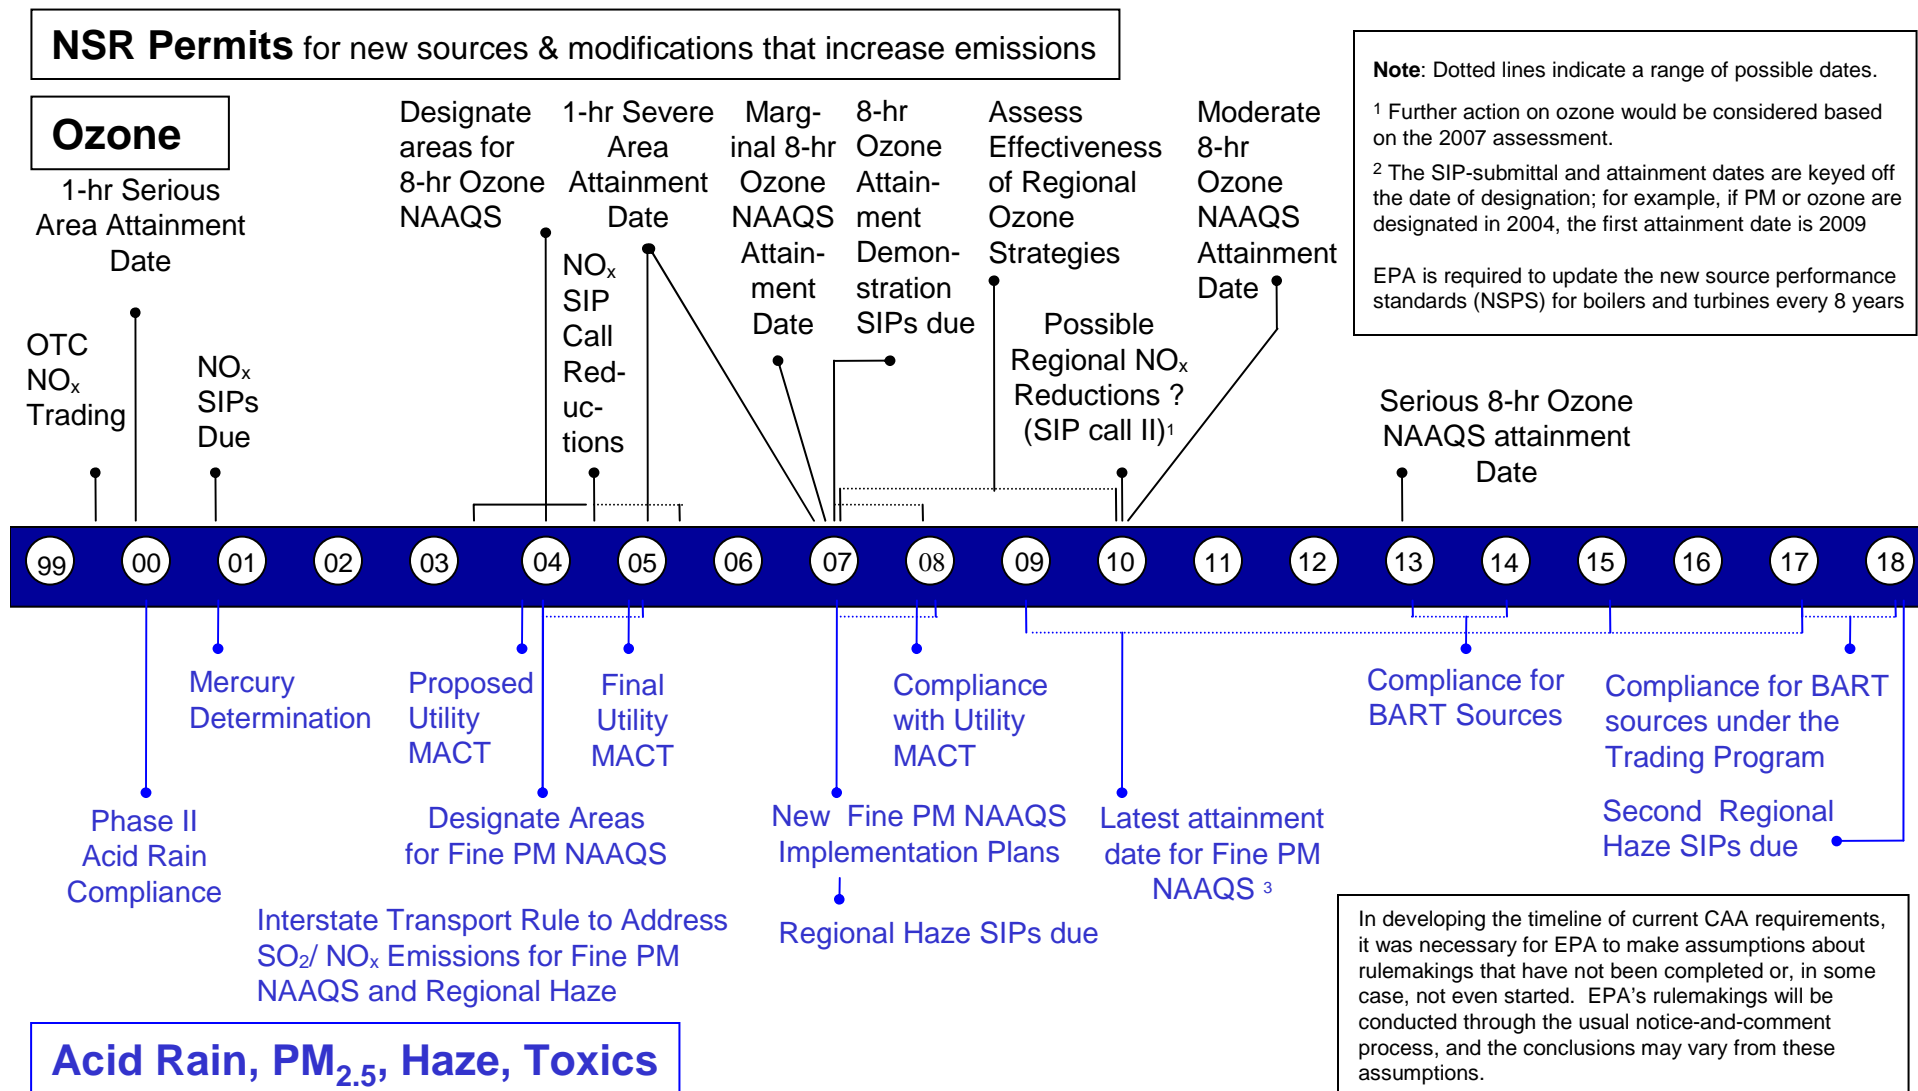 NSR Permits for new sources & modifications that increase emissions
Note: Dotted lines indicate a range of possible dates.
1 Further action on ozone would be considered based
on the 2007 assessment.
2 The SIP-submittal and attainment dates are keyed off
the date of designation; for example, if PM or ozone are
designated in 2004, the first attainment date is 2009
EPA is required to update the new source performance
standards (NSPS) for boilers and turbines every 8 years
Ozone
OTC
NOx
Trading
1-hr Serious
Area Attainment
Date
NOx
SIPs
Due
Designate
areas for
8-hr Ozone
NAAQS
NOx
SIP
Call
Red-
uc-
tions
1-hr Severe
Area
Attainment
Date
Marg-
inal 8-hr
Ozone
NAAQS
Attain-
ment
Date
8-hr
Ozone
Attain-
ment
Demon-
stration
SIPs due
Assess
Effectiveness
of Regional
Ozone
Strategies
Possible
Regional NOx
Reductions ?
(SIP call II)1
Moderate
8-hr
Ozone
NAAQS
Attainment
Date
Serious 8-hr Ozone
NAAQS attainment
Date
99 00 01 02 03 04 05 06 07 08 09 10 11 12 13 14 15 16 17 18
Phase II
Acid Rain
Compliance
Mercury
Determination
Proposed
Utility
MACT
Designate Areas
for Fine PM NAAQS
Final
Utility
MACT
Interstate Transport Rule to Address
SO2/ NOx Emissions for Fine PM
NAAQS and Regional Haze
New Fine PM NAAQS
Implementation Plans
Regional Haze SIPs due
Compliance
with Utility
MACT
Latest attainment
date for Fine PM
NAAQS 3
Compliance for
BART Sources
Compliance for BART
sources under the
Trading Program
Second Regional
Haze SIPs due
Acid Rain, PM2.5, Haze, Toxics
In developing the timeline of current CAA requirements,
it was necessary for EPA to make assumptions about
rulemakings that have not been completed or, in some
case, not even started. EPA's rulemakings will be
conducted through the usual notice-and-comment
process, and the conclusions may vary from these
assumptions.